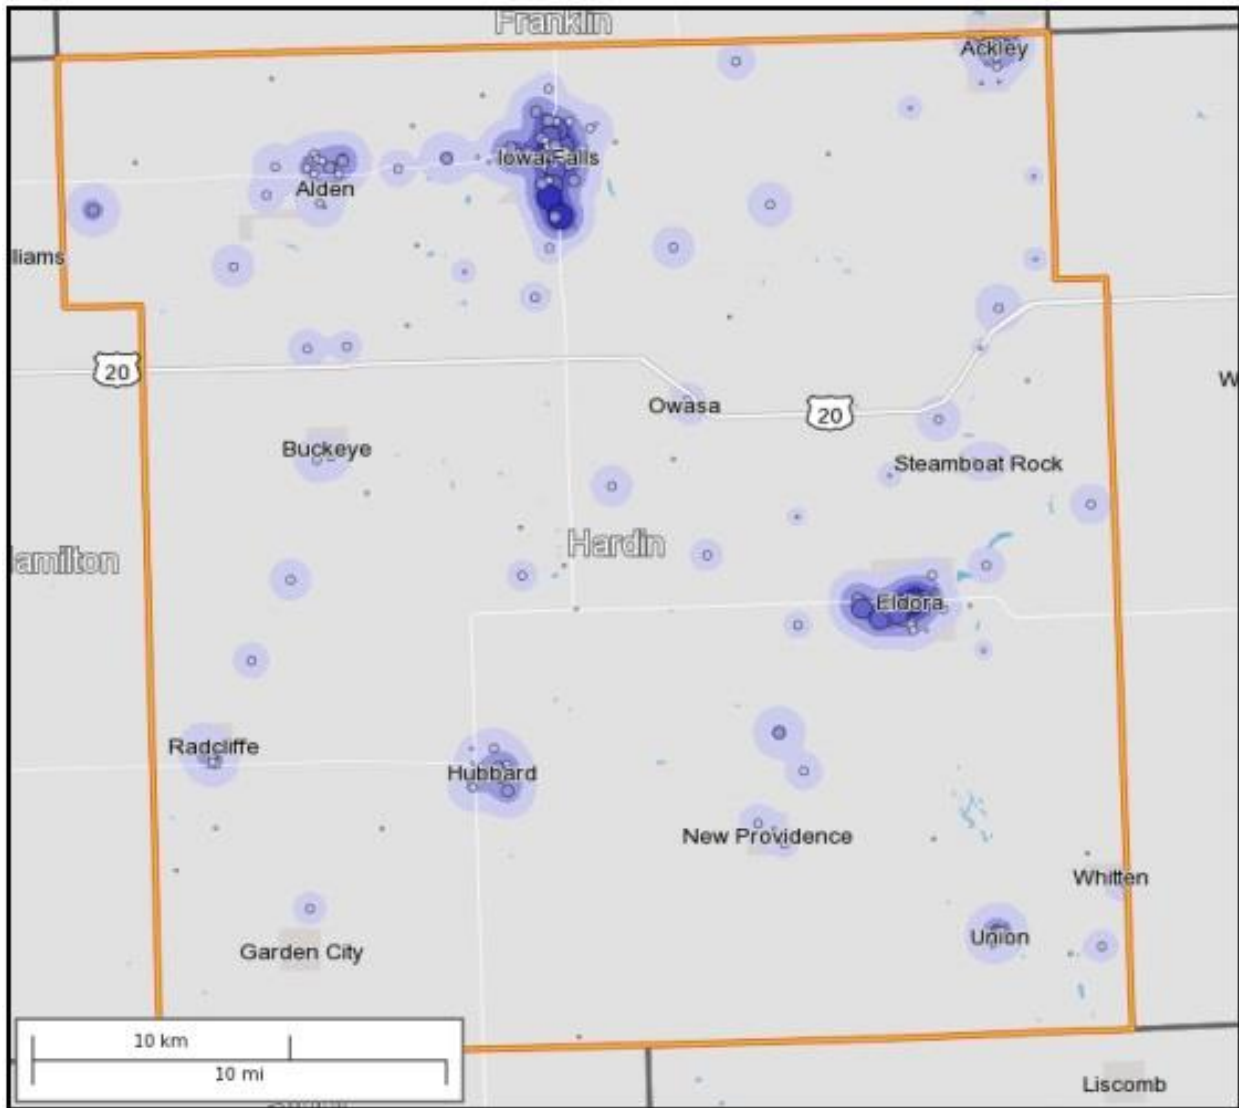 Franklin
Ackley
Iowa Falls
Alden
lliams
20
W
Owasa
20
Buckeye
Steamboat Rock
Hardin
amilton
Eldora
Radcliffe
Hubbard
New Providence
Whitten
Union
Garden City
10 km
10 mi
Liscomb